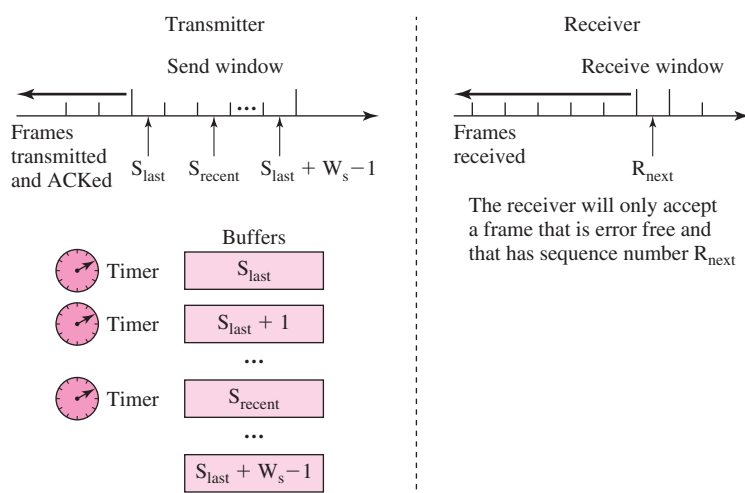 Transmitter
Send window
...
Frames
transmitted
and ACKed
S_last
S_recent
S_last + W_s−1
Buffers
Timer
S_last
Timer
S_last + 1
...
Timer
S_recent
...
S_last + W_s−1
Receiver
Receive window
Frames
received
R_next
The receiver will only accept
a frame that is error free and
that has sequence number R_next